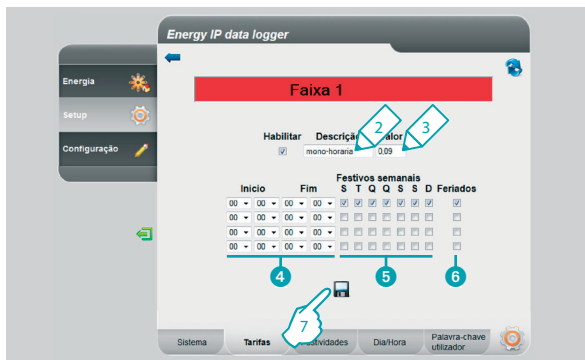 Energy IP data logger
Energia
Setup
Configuração
Faixa 1
Habilitar Descrição Valor
mono-horaria 0.09
2
3
Festivos semanais
Inicio Fim S T Q Q S S D Feriados
00 00 00 00
00 00 00 00
00 00 00 00
00 00 00 00
4
5
6
7
Sistema Tarifas Festividades Dia/Hora Palavra-chave
utilizador